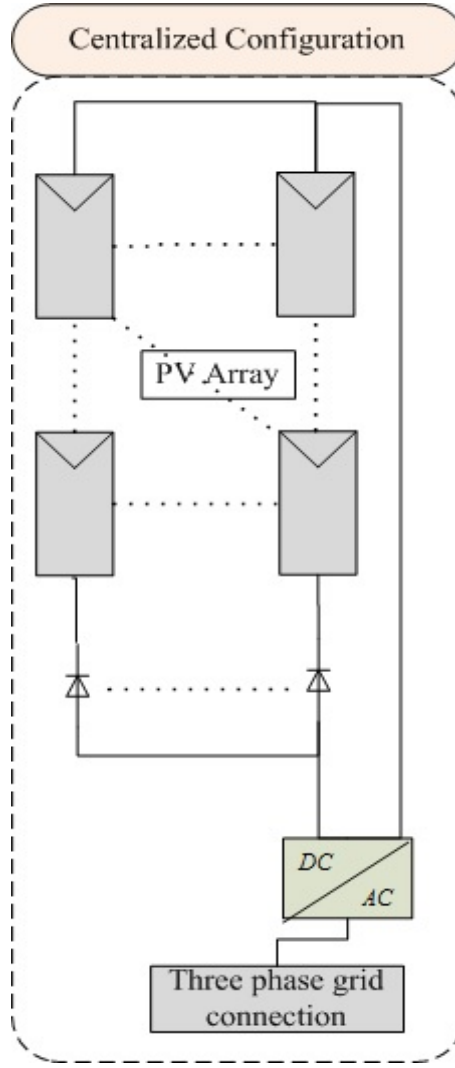 Centralized Configuration
PV Array
DC
AC
Three phase grid
connection